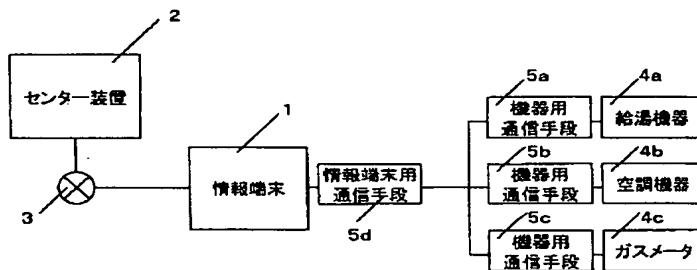 2
センター装置
3
1
情報端末
情報端末用
通信手段
5d
5a
機器用
通信手段
4a
給湯機器
5b
機器用
通信手段
4b
空調機器
5c
機器用
通信手段
4c
ガスメータ